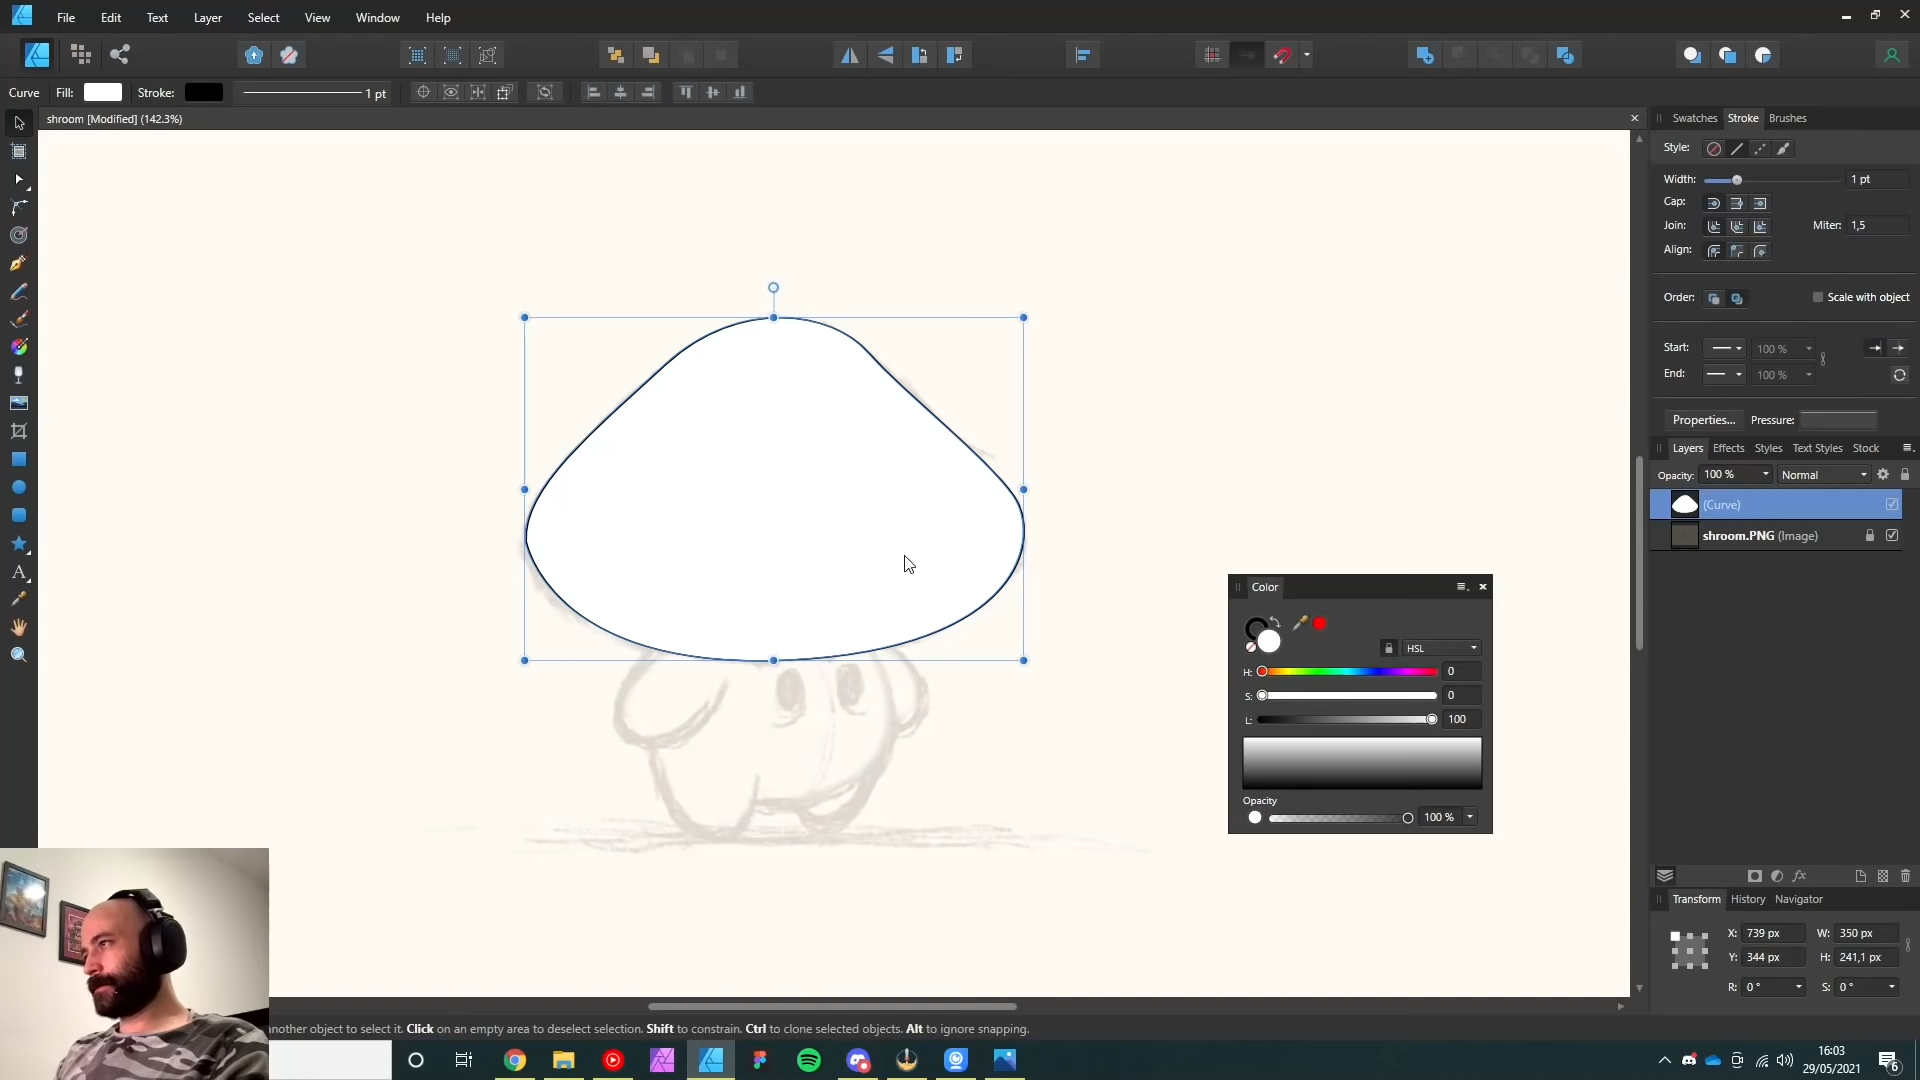 File Edit Text Layer Select View Window Help
Curve Fill: Stroke: 1 pt
shroom [Modified] (142.3%)
Swatches Stroke Brushes
Style:
Width: 1 pt
Cap:
Join: Miter: 1,5
Align:
Order: Scale with object
Start: 100 %
End: 100 %
Properties... Pressure:
Layers Effects Styles Text Styles Stock
Opacity: 100 % Normal
(Curve)
shroom.PNG (Image)
Color
HSL
H: 0
S: 0
L: 100
Opacity
100 %
fx
Transform History Navigator
X: 739 px W: 350 px
Y: 344 px H: 241,1 px
R: 0 ° S: 0 °
another object to select it. Click on an empty area to deselect selection. Shift to constrain. Ctrl to clone selected objects. Alt to ignore snapping.
16:03
29/05/2021
6